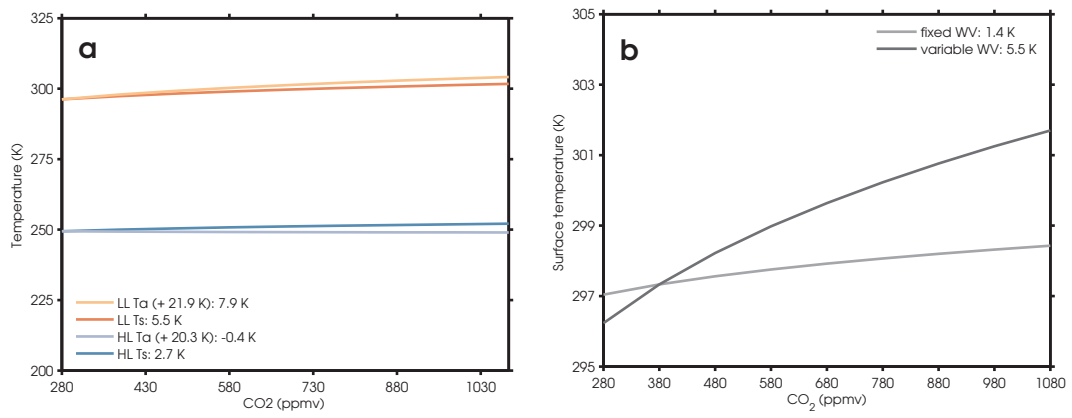 a
Temperature (K)
325
300
275
250
225
200
LL Ta (+ 21.9 K): 7.9 K
LL Ts: 5.5 K
HL Ta (+ 20.3 K): -0.4 K
HL Ts: 2.7 K
280 430 580 730 880 1030
CO2 (ppmv)
b
fixed WV: 1.4 K
variable WV: 5.5 K
Surface temperature (K)
305
303
301
299
297
295
280 380 480 580 680 780 880 980 1080
CO₂ (ppmv)